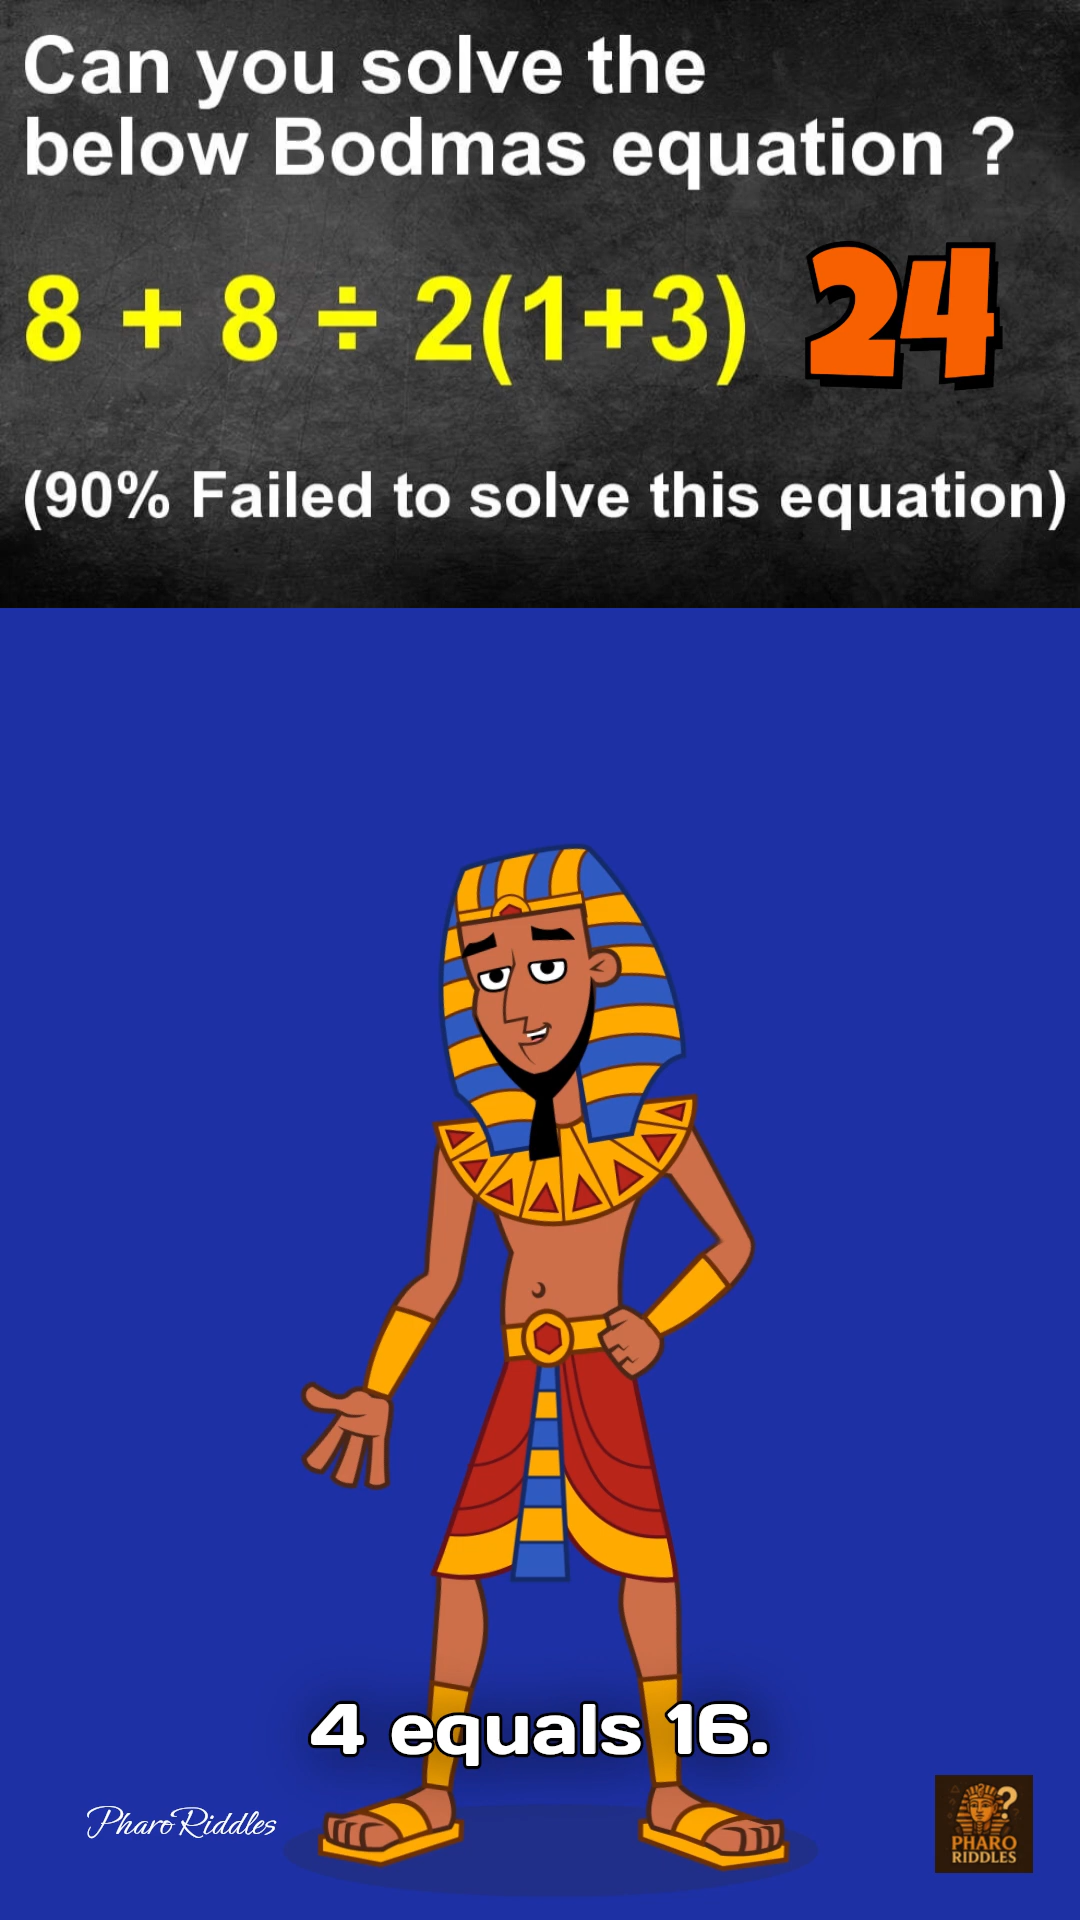 Can you solve the
below Bodmas equation ?
8 + 8 ÷ 2(1+3) 24
(90% Failed to solve this equation)
4 equals 16.
PharoRiddles
?
PHARO
RIDDLES